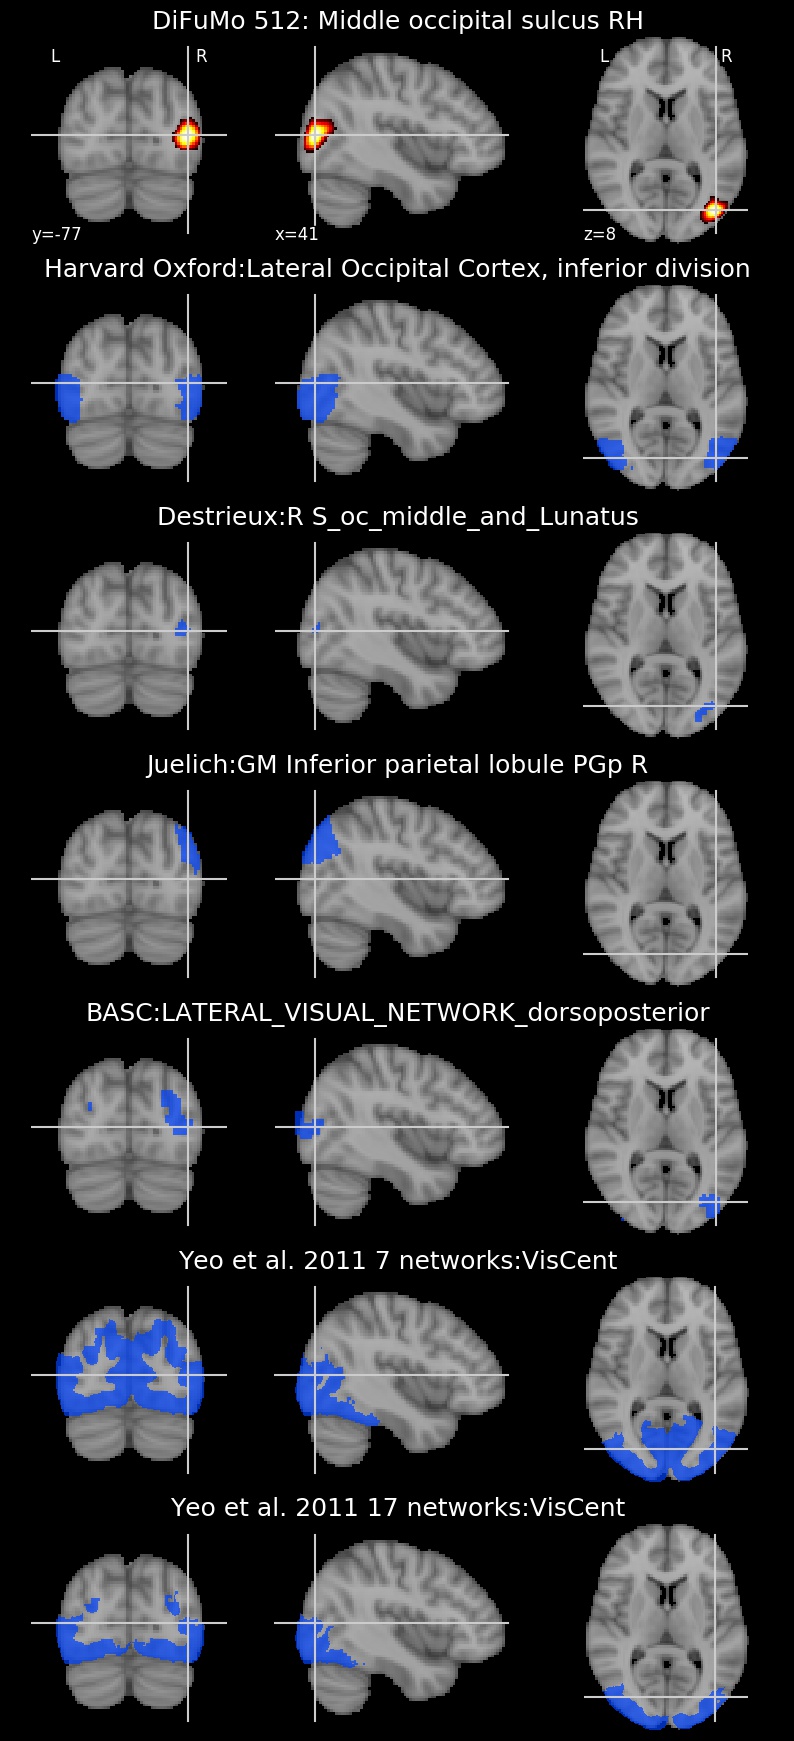 DiFuMo 512: Middle occipital sulcus RH
L R L R
y=-77 x=41 z=8
Harvard Oxford:Lateral Occipital Cortex, inferior division
Destrieux:R S_oc_middle_and_Lunatus
Juelich:GM Inferior parietal lobule PGp R
BASC:LATERAL_VISUAL_NETWORK_dorsoposterior
Yeo et al. 2011 7 networks:VisCent
Yeo et al. 2011 17 networks:VisCent